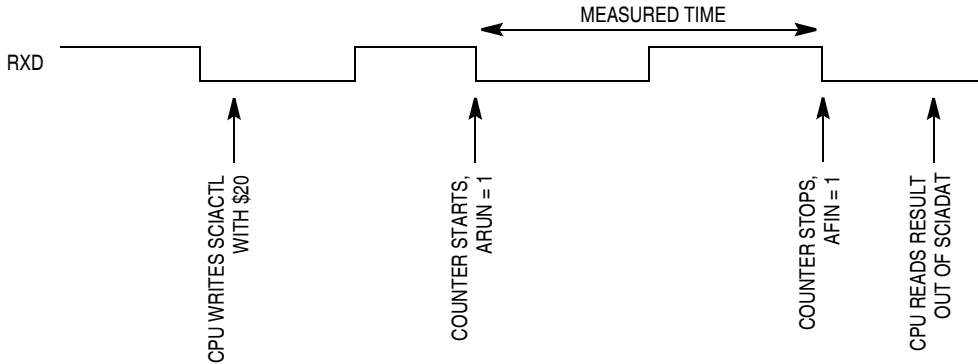 MEASURED TIME
RXD
CPU WRITES SCIACTL
WITH $20
COUNTER STARTS,
ARUN = 1
COUNTER STOPS,
AFIN = 1
CPU READS RESULT
OUT OF SCIADAT